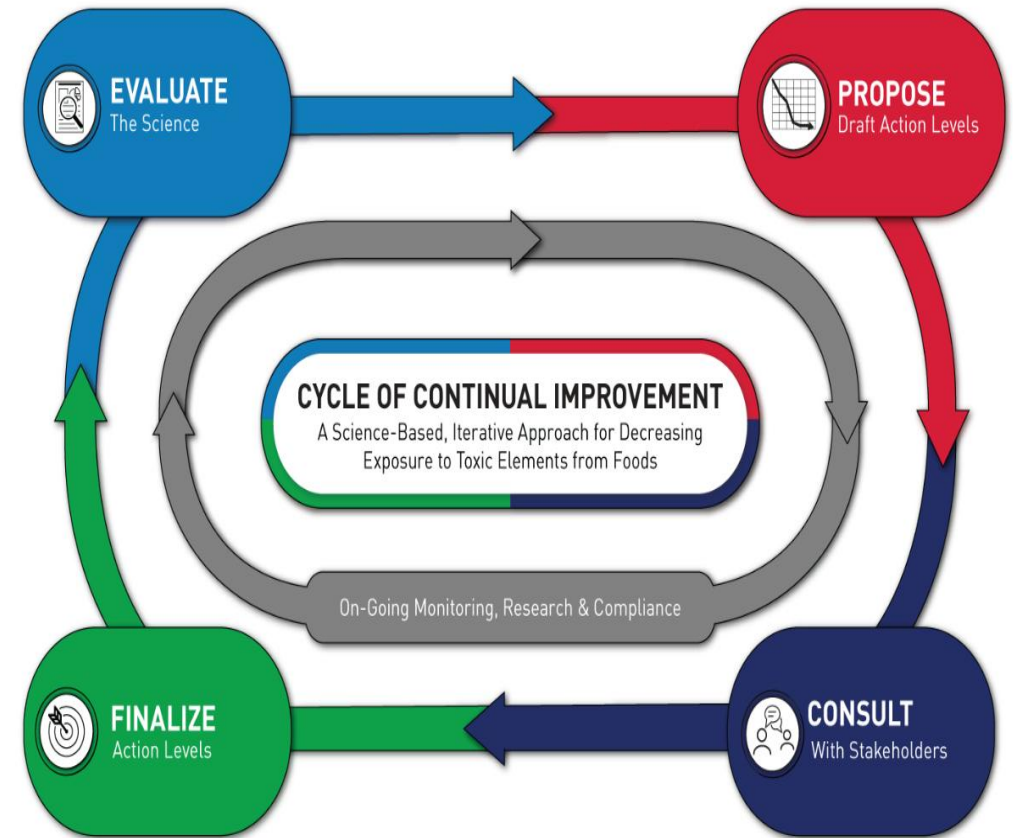 EVALUATE
The Science
PROPOSE
Draft Action Levels
CYCLE OF CONTINUAL IMPROVEMENT
A Science-Based, Iterative Approach for Decreasing
Exposure to Toxic Elements from Foods
On-Going Monitoring, Research & Compliance
FINALIZE
Action Levels
CONSULT
With Stakeholders